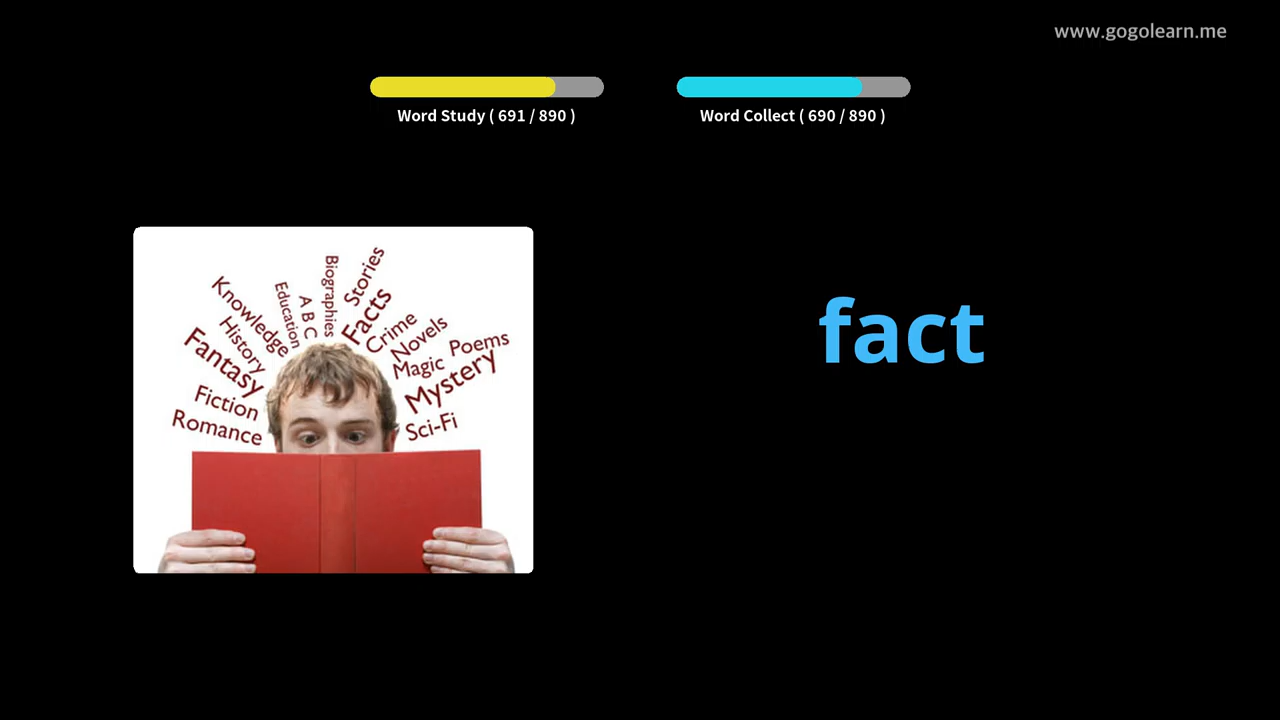 www.gogolearn.me
Word Study ( 691 / 890 )
Word Collect ( 690 / 890 )
fact
Romance
Fiction
Fantasy
History
Knowledge
Education
A B C
Biographies
Stories
Facts
Crime
Novels
Magic
Poems
Mystery
Sci-Fi